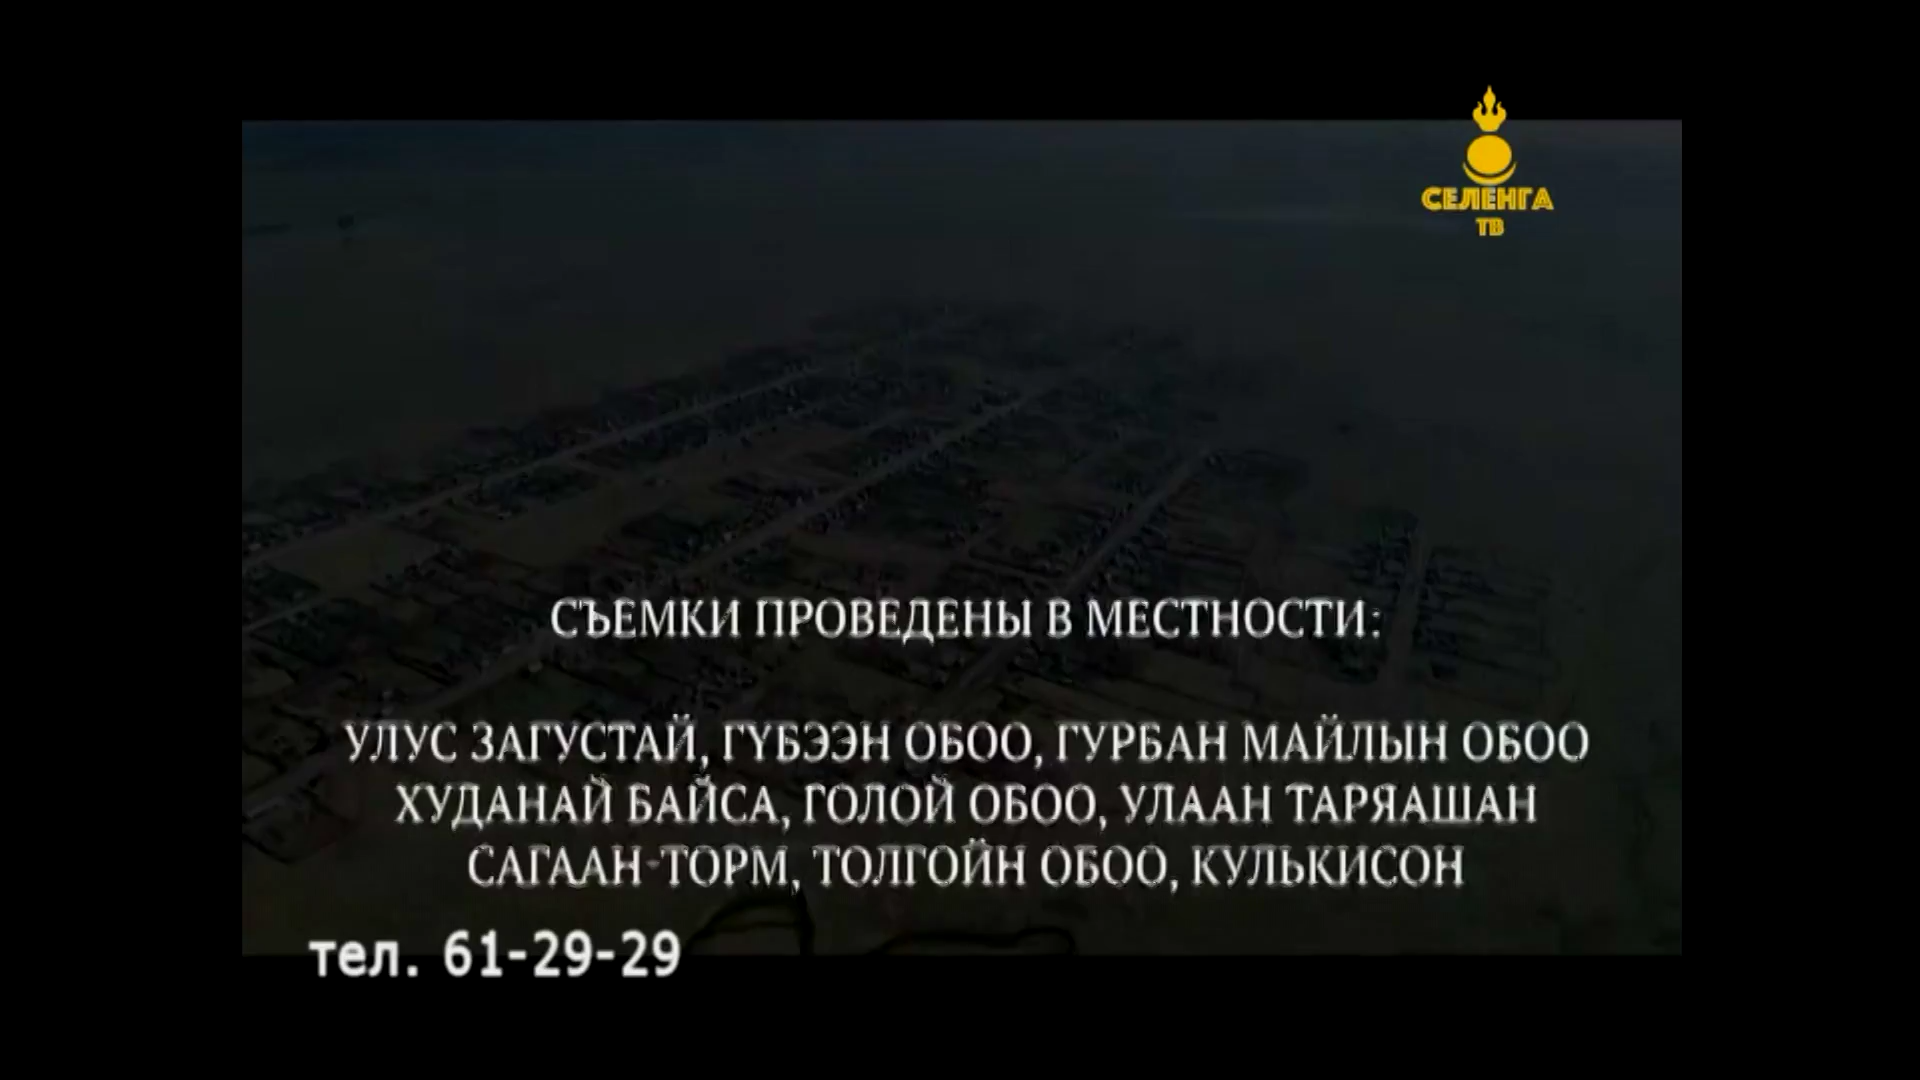 СЕЛЕНГА
ТВ
СЪЕМКИ ПРОВЕДЕНЫ В МЕСТНОСТИ:
УЛУС ЗАГУСТАЙ, ГҮБЭЭН ОБОО, ГУРБАН МАЙЛЫН ОБОО
ХУДАНАЙ БАЙСА, ГОЛОЙ ОБОО, УЛААН ТАРЯАШАН
САГААН-ТОРМ, ТОЛГОЙН ОБОО, КУЛЬКИСОН
тел. 61-29-29